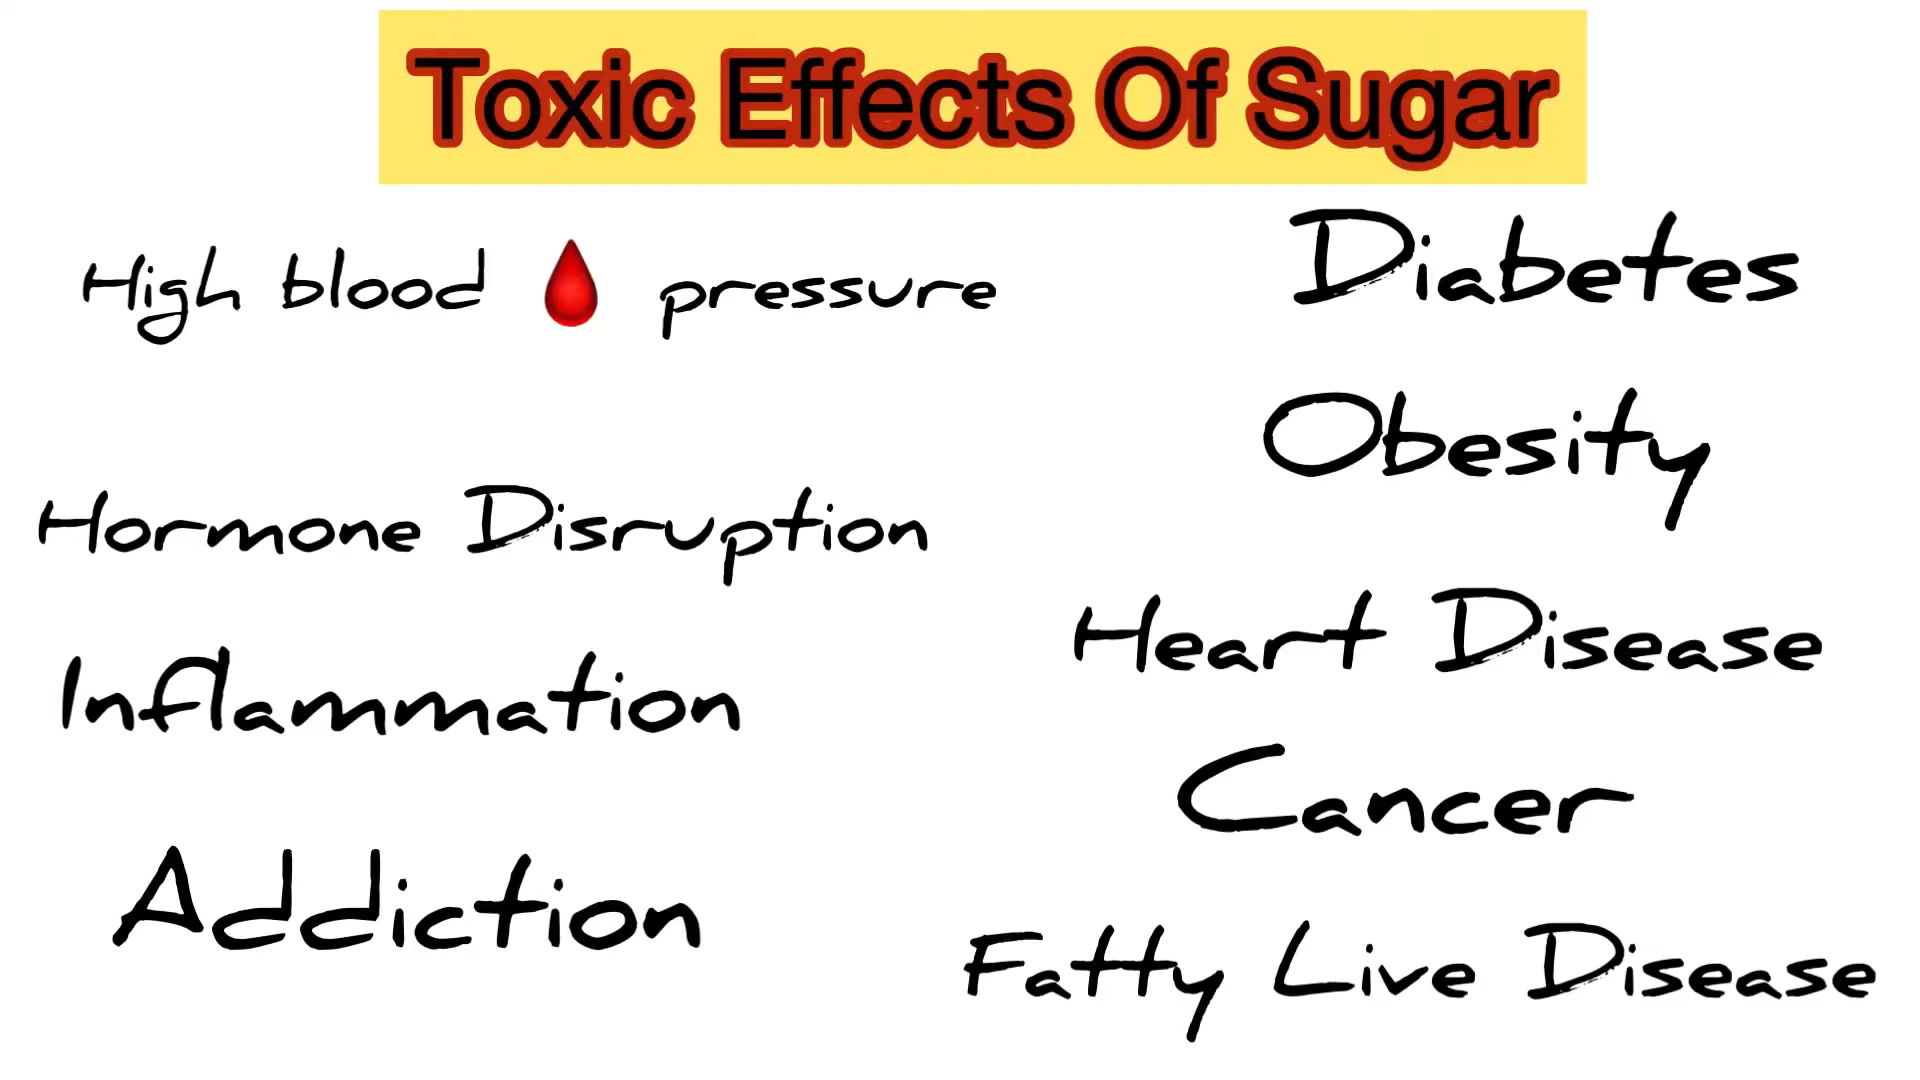 Toxic Effects Of Sugar
High blood 🩸 pressure
Hormone Disruption
Inflammation
Addiction
Diabetes
Obesity
Heart Disease
Cancer
Fatty Live Disease